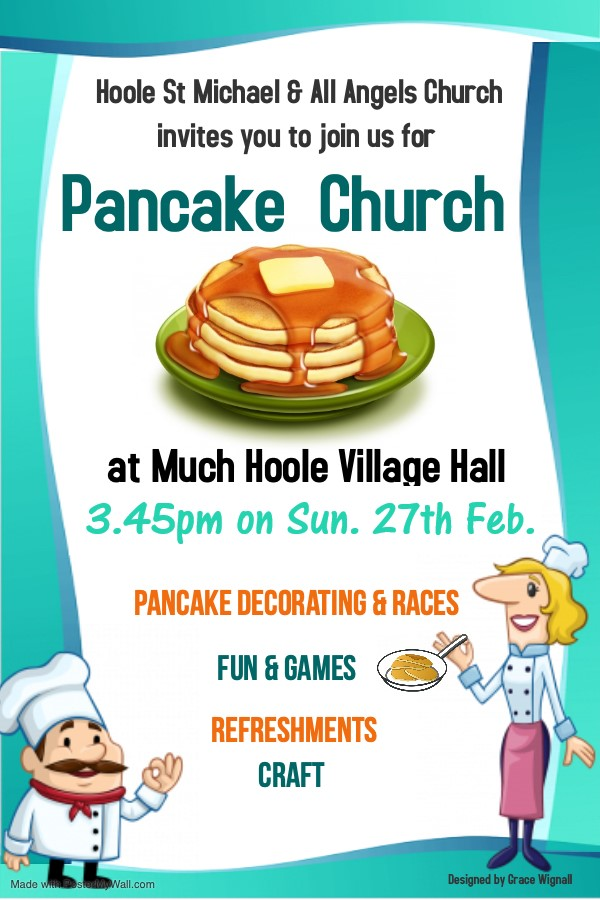 Hoole St Michael & All Angels Church
invites you to join us for
Pancake Church
at Much Hoole Village Hall
3.45pm on Sun. 27th Feb.
PANCAKE DECORATING & RACES
FUN & GAMES
REFRESHMENTS
CRAFT
Designed by Grace Wignall
Made with PosterMyWall.com